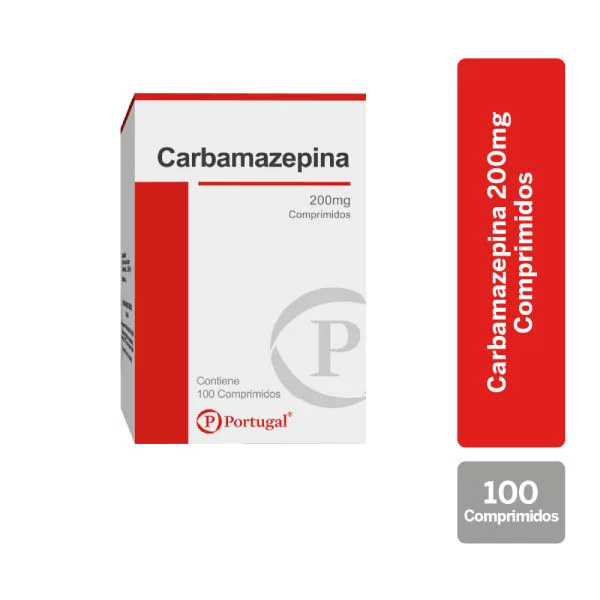 Carbamazepina
200mg
Comprimidos
P
Contiene
100 Comprimidos
P Portugal®
Carbamazepina 200mg
Comprimidos
100
Comprimidos